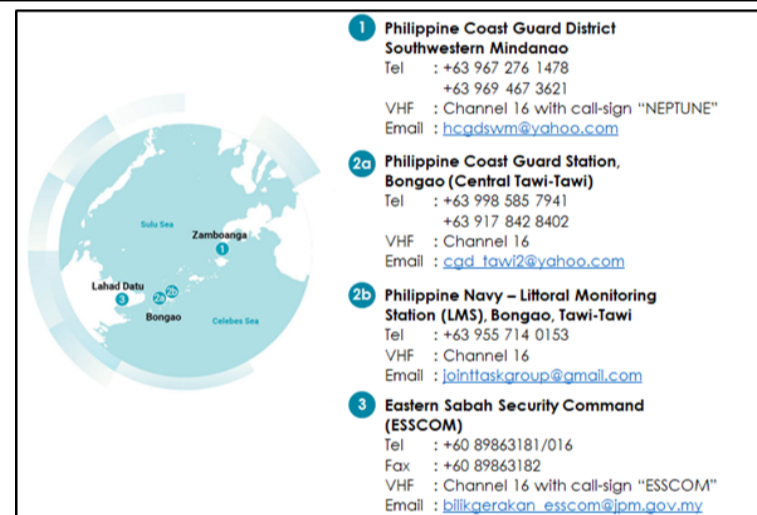 1 Philippine Coast Guard District
Southwestern Mindanao
Tel : +63 967 276 1478
+63 969 467 3621
VHF : Channel 16 with call-sign “NEPTUNE”
Email : hcgdswm@yahoo.com
2a Philippine Coast Guard Station,
Bongao (Central Tawi-Tawi)
Tel : +63 998 585 7941
+63 917 842 8402
VHF : Channel 16
Email : cgd_tawi2@yahoo.com
2b Philippine Navy – Littoral Monitoring
Station (LMS), Bongao, Tawi-Tawi
Tel : +63 955 714 0153
VHF : Channel 16
Email : jointtaskgroup@gmail.com
3 Eastern Sabah Security Command
(ESSCOM)
Tel : +60 89863181/016
Fax : +60 89863182
VHF : Channel 16 with call-sign “ESSCOM”
Email : bilikgerakan_esscom@jpm.gov.my
Sulu Sea
Zamboanga
1
Lahad Datu
3
2a
2b
Bongao
Celebes Sea